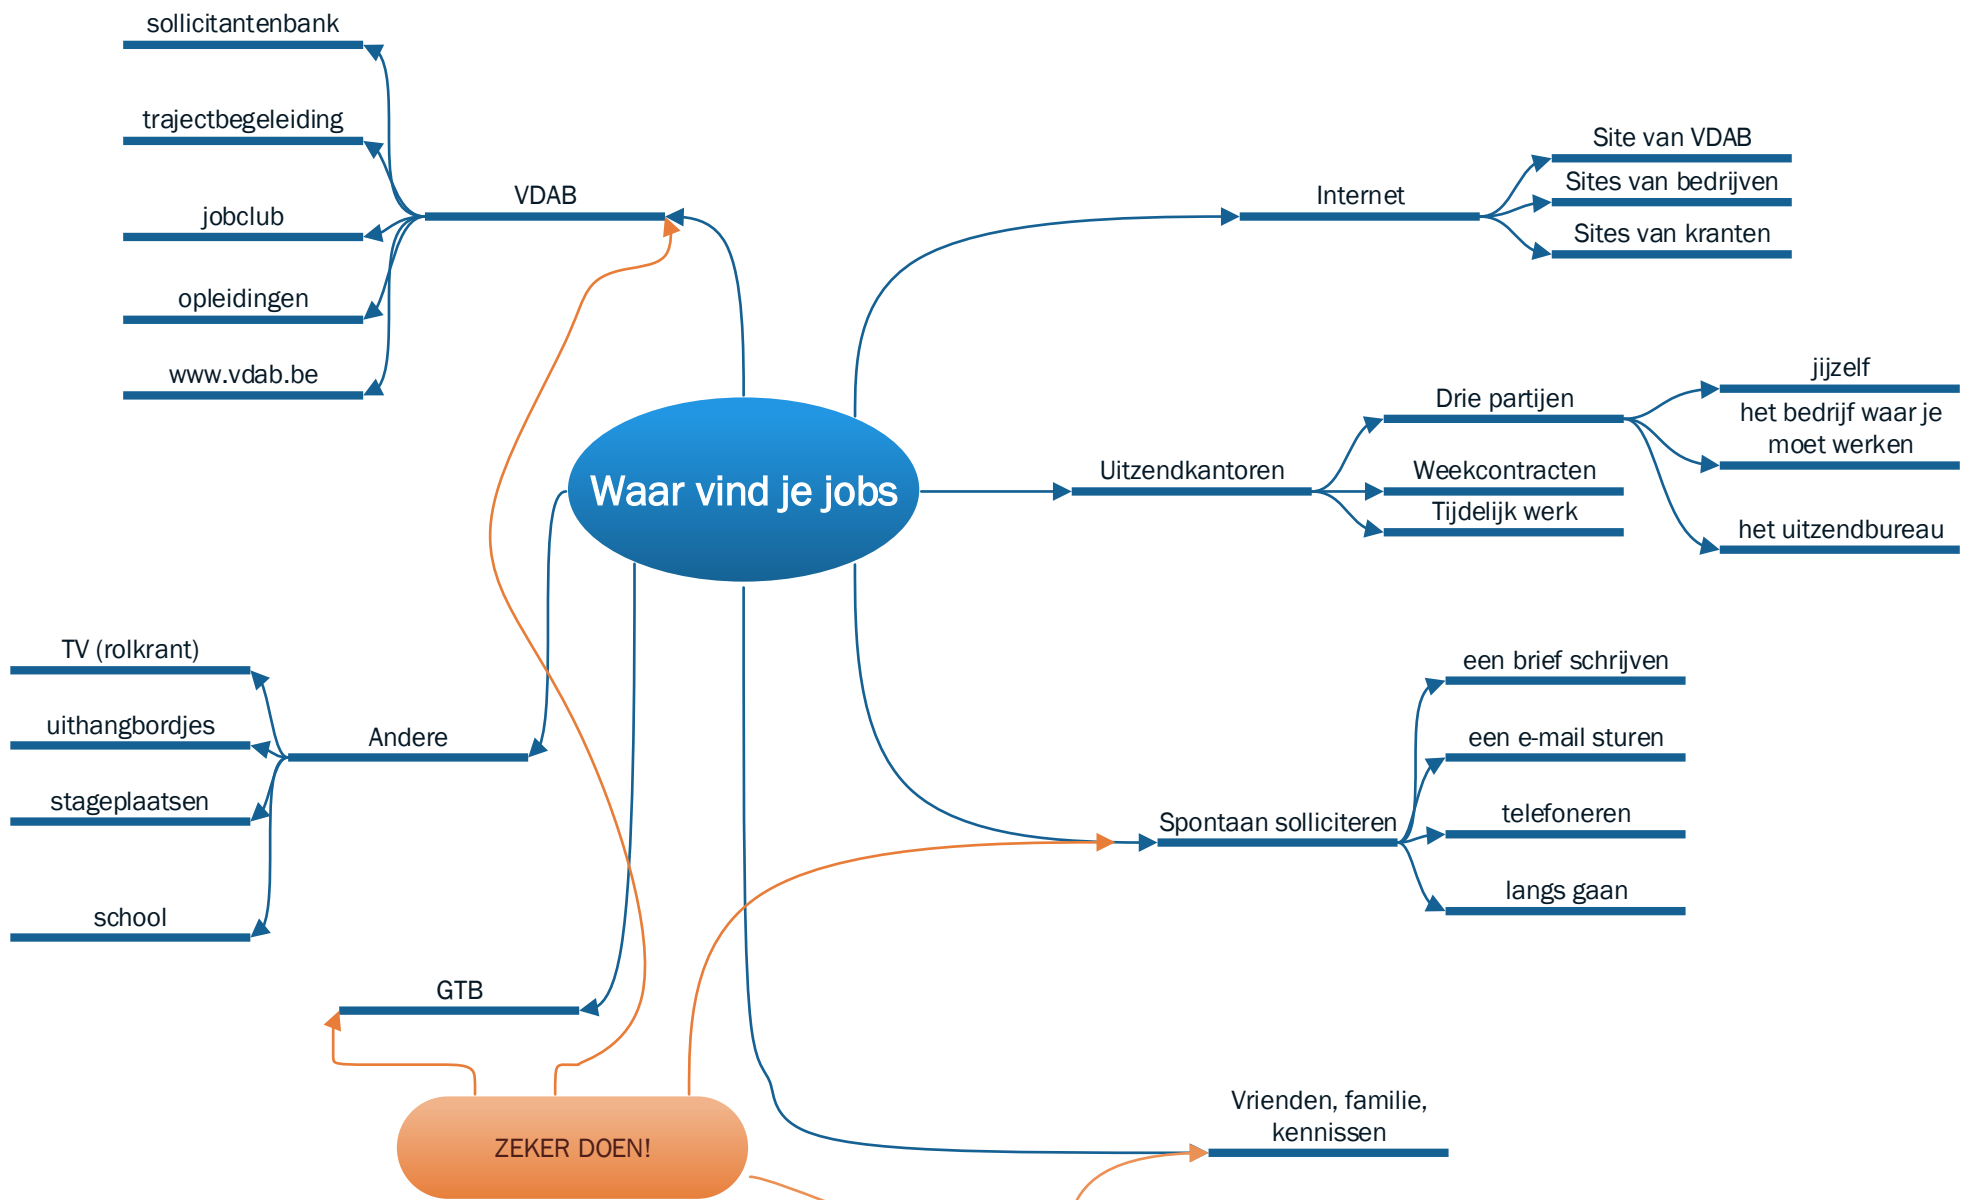 sollicitantenbank
trajectbegeleiding
jobclub
opleidingen
www.vdab.be
VDAB
Internet
Site van VDAB
Sites van bedrijven
Sites van kranten
Waar vind je jobs
Uitzendkantoren
Drie partijen
Weekcontracten
Tijdelijk werk
jijzelf
het bedrijf waar je
moet werken
het uitzendbureau
TV (rolkrant)
uithangbordjes
stageplaatsen
school
Andere
Spontaan solliciteren
een brief schrijven
een e-mail sturen
telefoneren
langs gaan
GTB
ZEKER DOEN!
Vrienden, familie,
kennissen